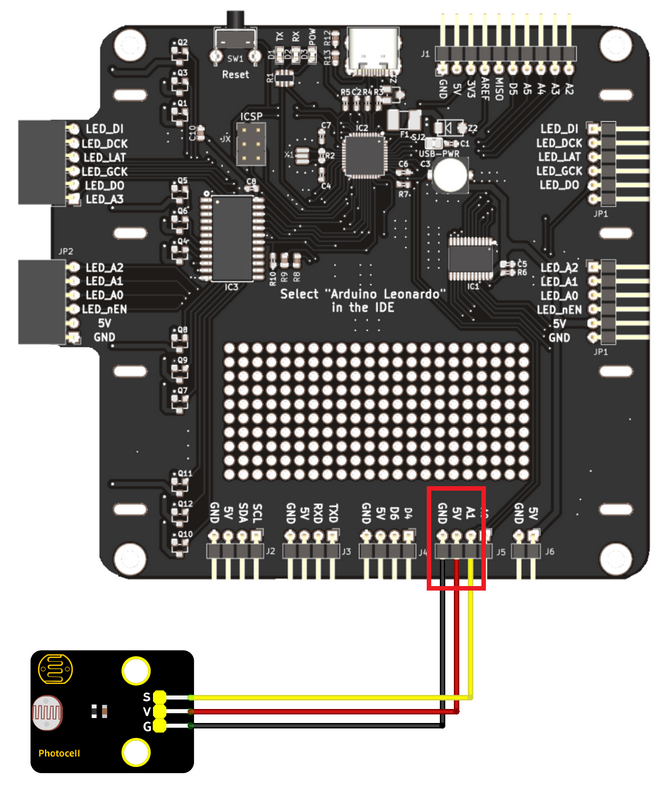 Q2
TX
RX
POW
R12
R13
D1
D2
D3
SW1
Reset
R1
J1
GND
5V
3V3
AREF
MISO
D5
A5
A4
A3
A2
Q3
Q1
C10
ICSP
JX
X1
C7
R2
C4
R5 C2 R4 R3
IC2
F1
SJ2
Z2
C1
USB-PWR
C3
C6
R7
LED_DI
LED_DCK
LED_LAT
LED_GCK
LED_DO
LED_A3
LED_DI
LED_DCK
LED_LAT
LED_GCK
LED_DO
JP1
Q5
Q6
Q4
C8
IC3
R10
R9
R8
IC1
C5
R6
JP2
LED_A2
LED_A1
LED_A0
LED_nEN
5V
GND
LED_A2
LED_A1
LED_A0
LED_nEN
5V
GND
JP1
Select "Arduino Leonardo"
in the IDE
Q8
Q9
Q7
Q11
Q12
Q10
GND
5V
SDA
SCL
J2
GND
5V
RXD
TXD
J3
GND
5V
D6
D4
J4
GND
5V
A1
J5
GND
5V
J6
S
V
G
Photocell